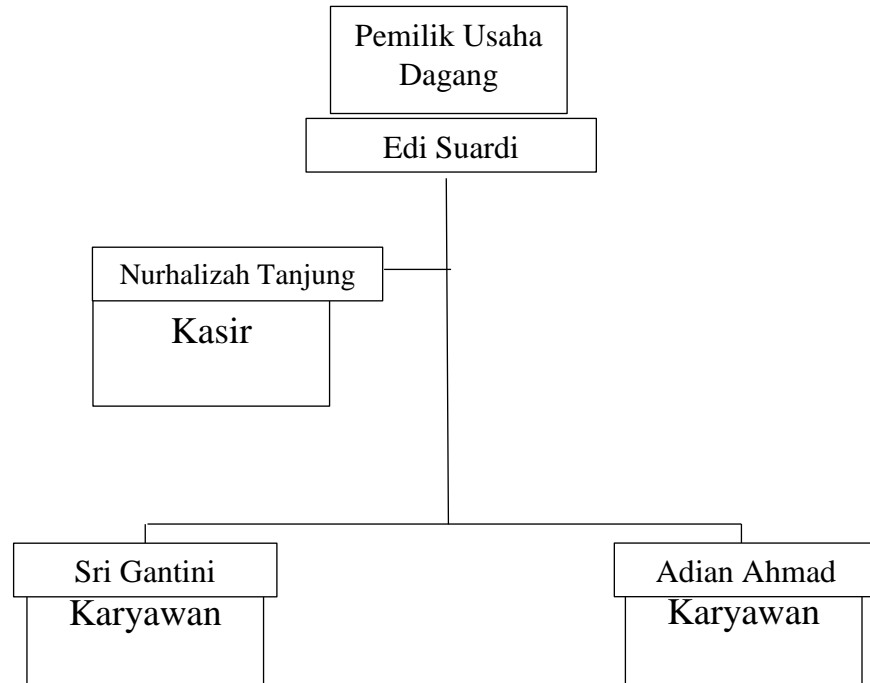 Pemilik Usaha
Dagang
Edi Suardi
Nurhalizah Tanjung
Kasir
Sri Gantini
Karyawan
Adian Ahmad
Karyawan